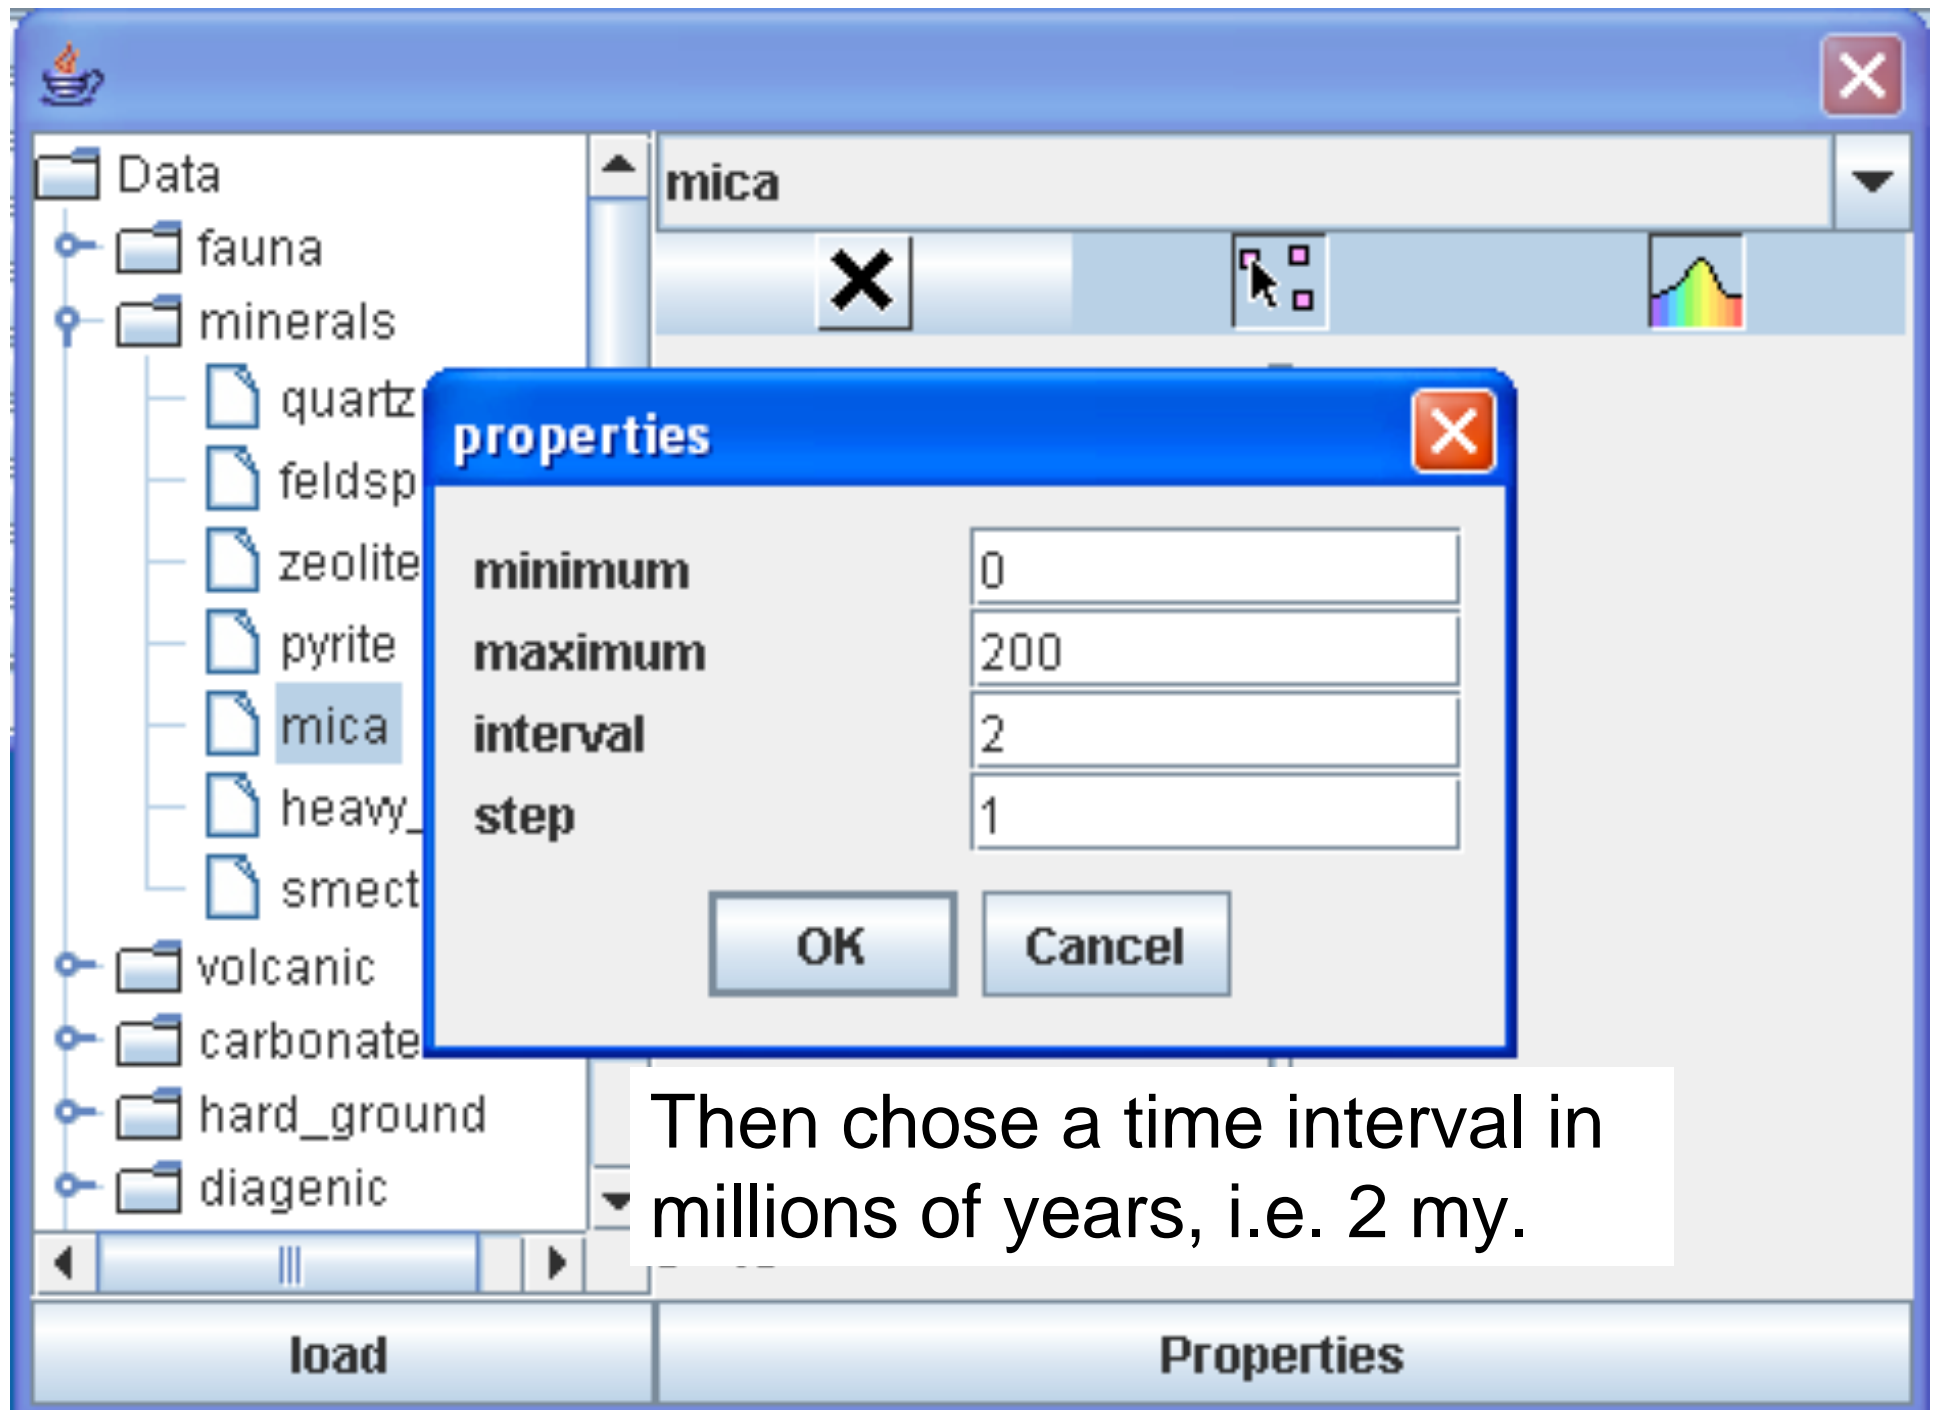 Data
fauna
minerals
quartz
feldsp
zeolite
pyrite
mica
heavy_
smect
volcanic
carbonate
hard_ground
diagenic
load
mica
properties
minimum 0
maximum 200
interval 2
step 1
OK Cancel
Then chose a time interval in
millions of years, i.e. 2 my.
Properties